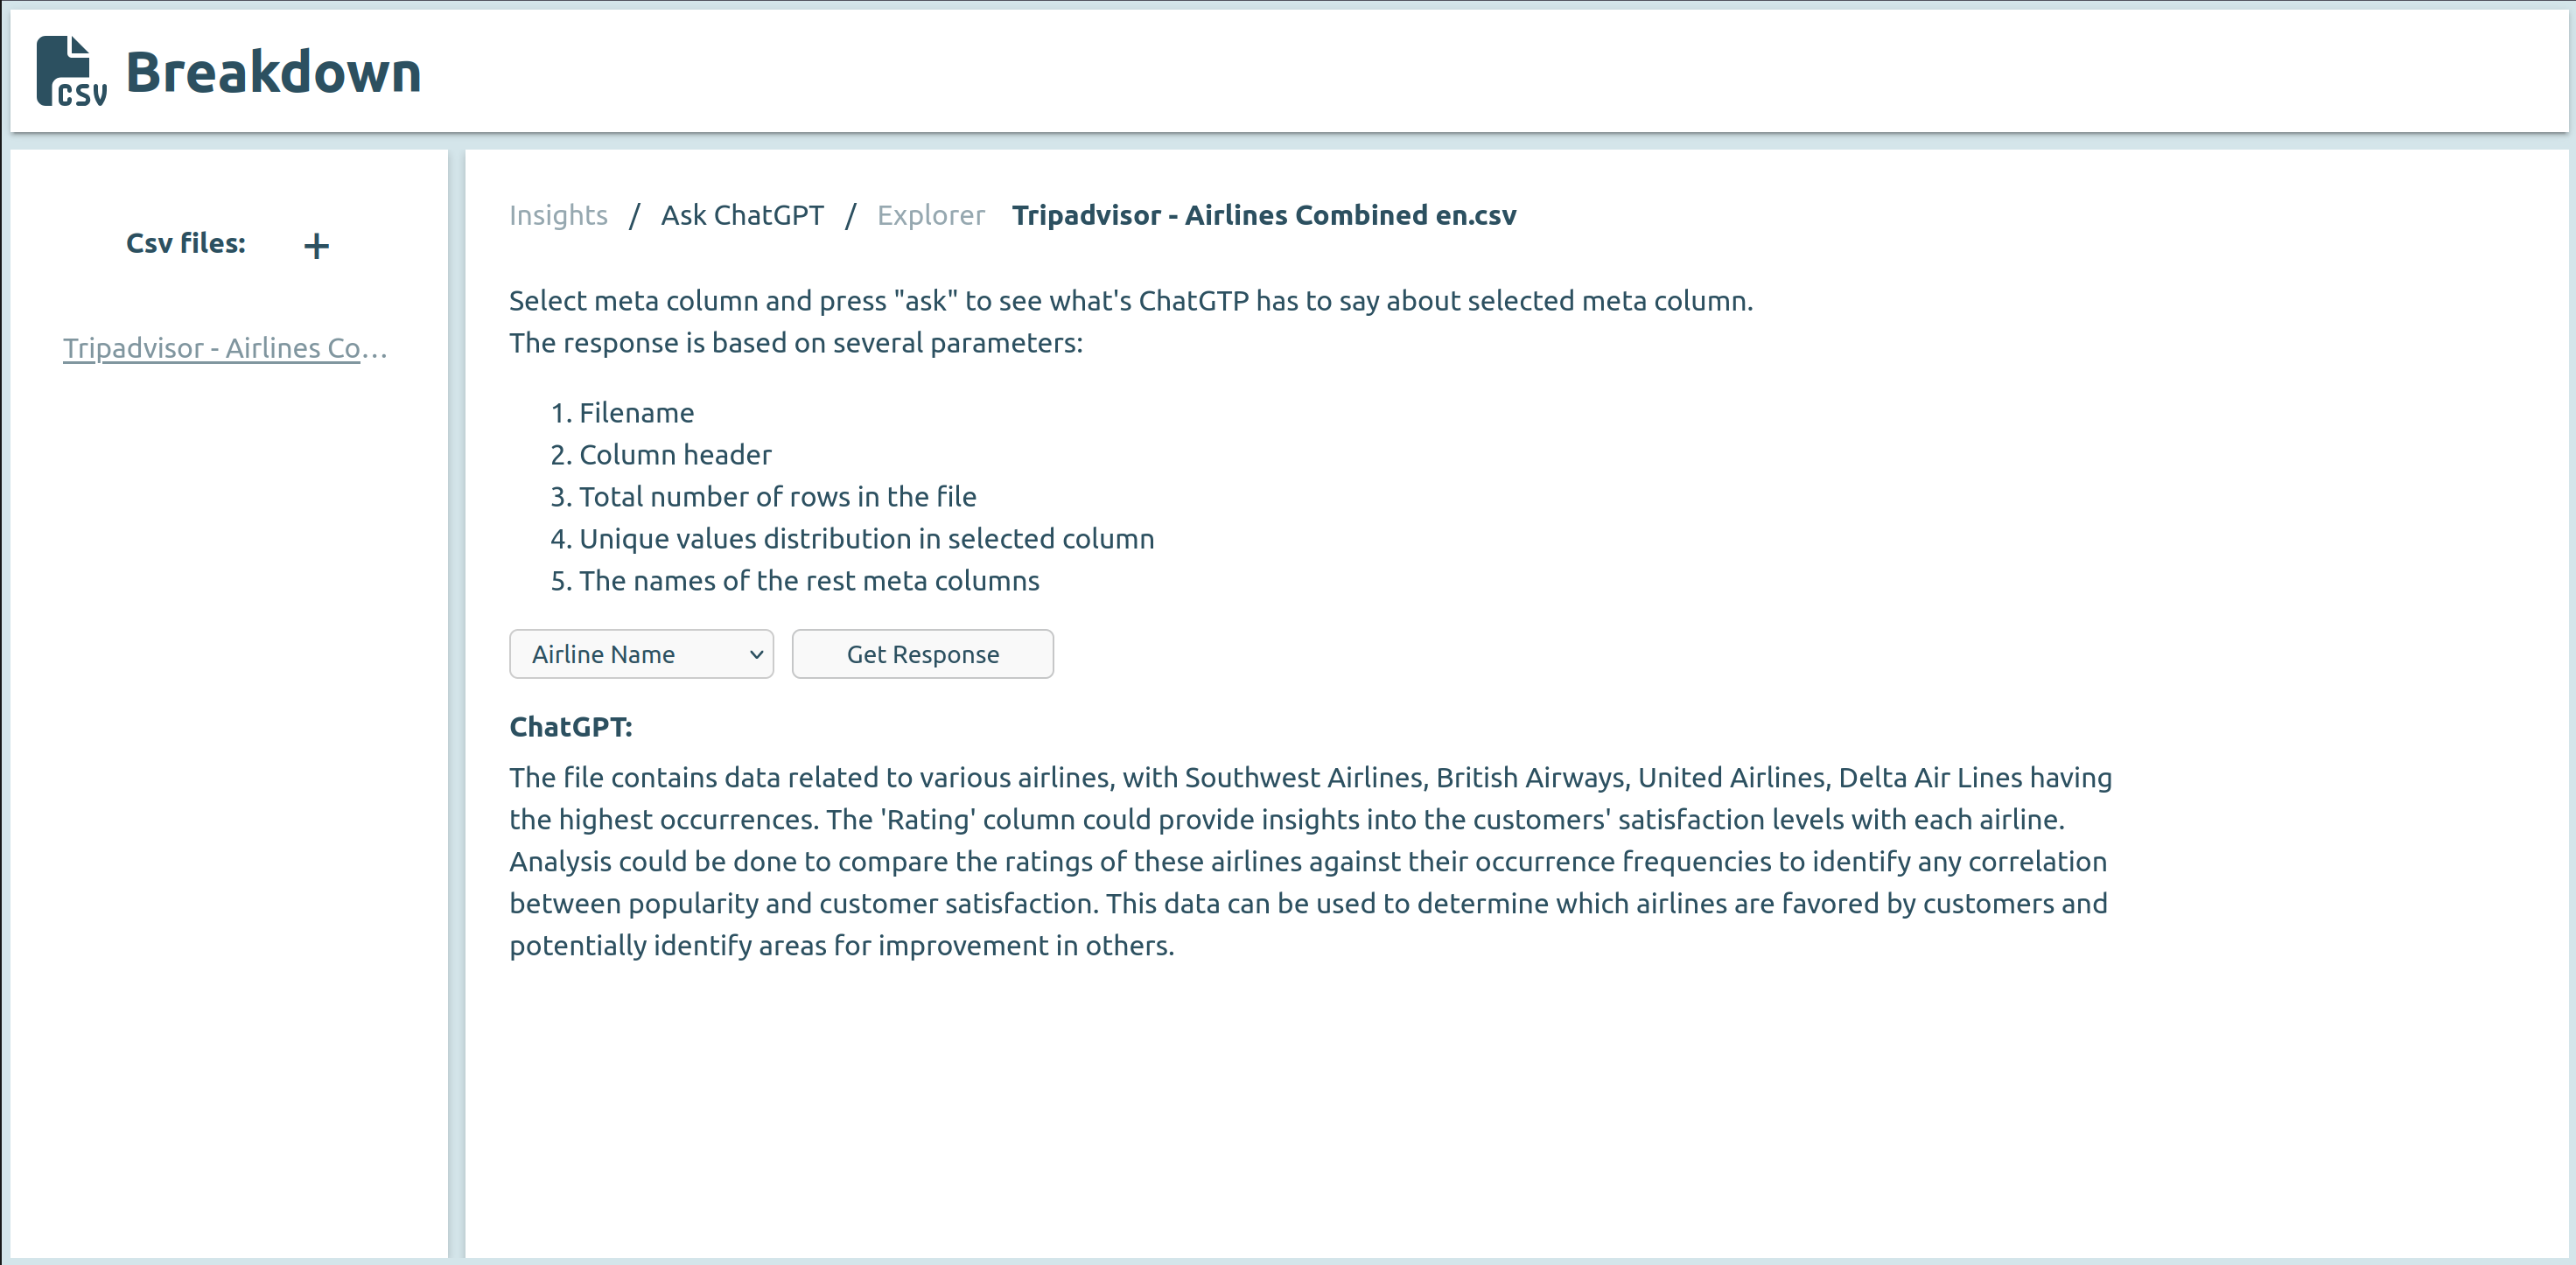 CSV Breakdown
Csv files: +
Tripadvisor - Airlines Co...
Insights / Ask ChatGPT / Explorer Tripadvisor - Airlines Combined en.csv
Select meta column and press "ask" to see what's ChatGTP has to say about selected meta column.
The response is based on several parameters:
1. Filename
2. Column header
3. Total number of rows in the file
4. Unique values distribution in selected column
5. The names of the rest meta columns
Airline Name
Get Response
ChatGPT:
The file contains data related to various airlines, with Southwest Airlines, British Airways, United Airlines, Delta Air Lines having
the highest occurrences. The 'Rating' column could provide insights into the customers' satisfaction levels with each airline.
Analysis could be done to compare the ratings of these airlines against their occurrence frequencies to identify any correlation
between popularity and customer satisfaction. This data can be used to determine which airlines are favored by customers and
potentially identify areas for improvement in others.